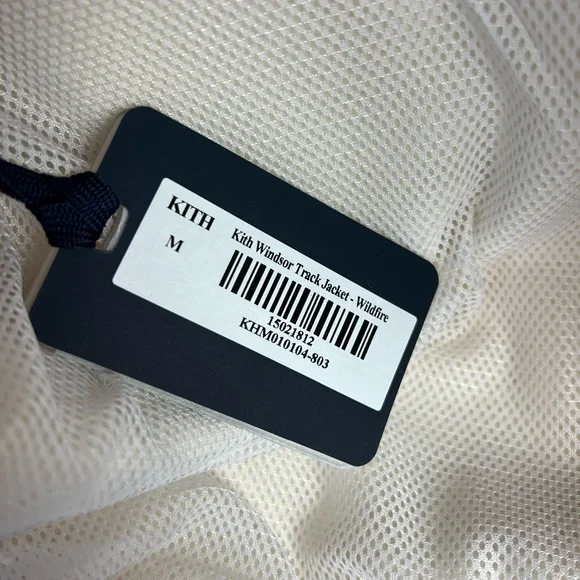 KITH
M
Kith Windsor Track Jacket - Wildfire
15021812
KHM010104-803